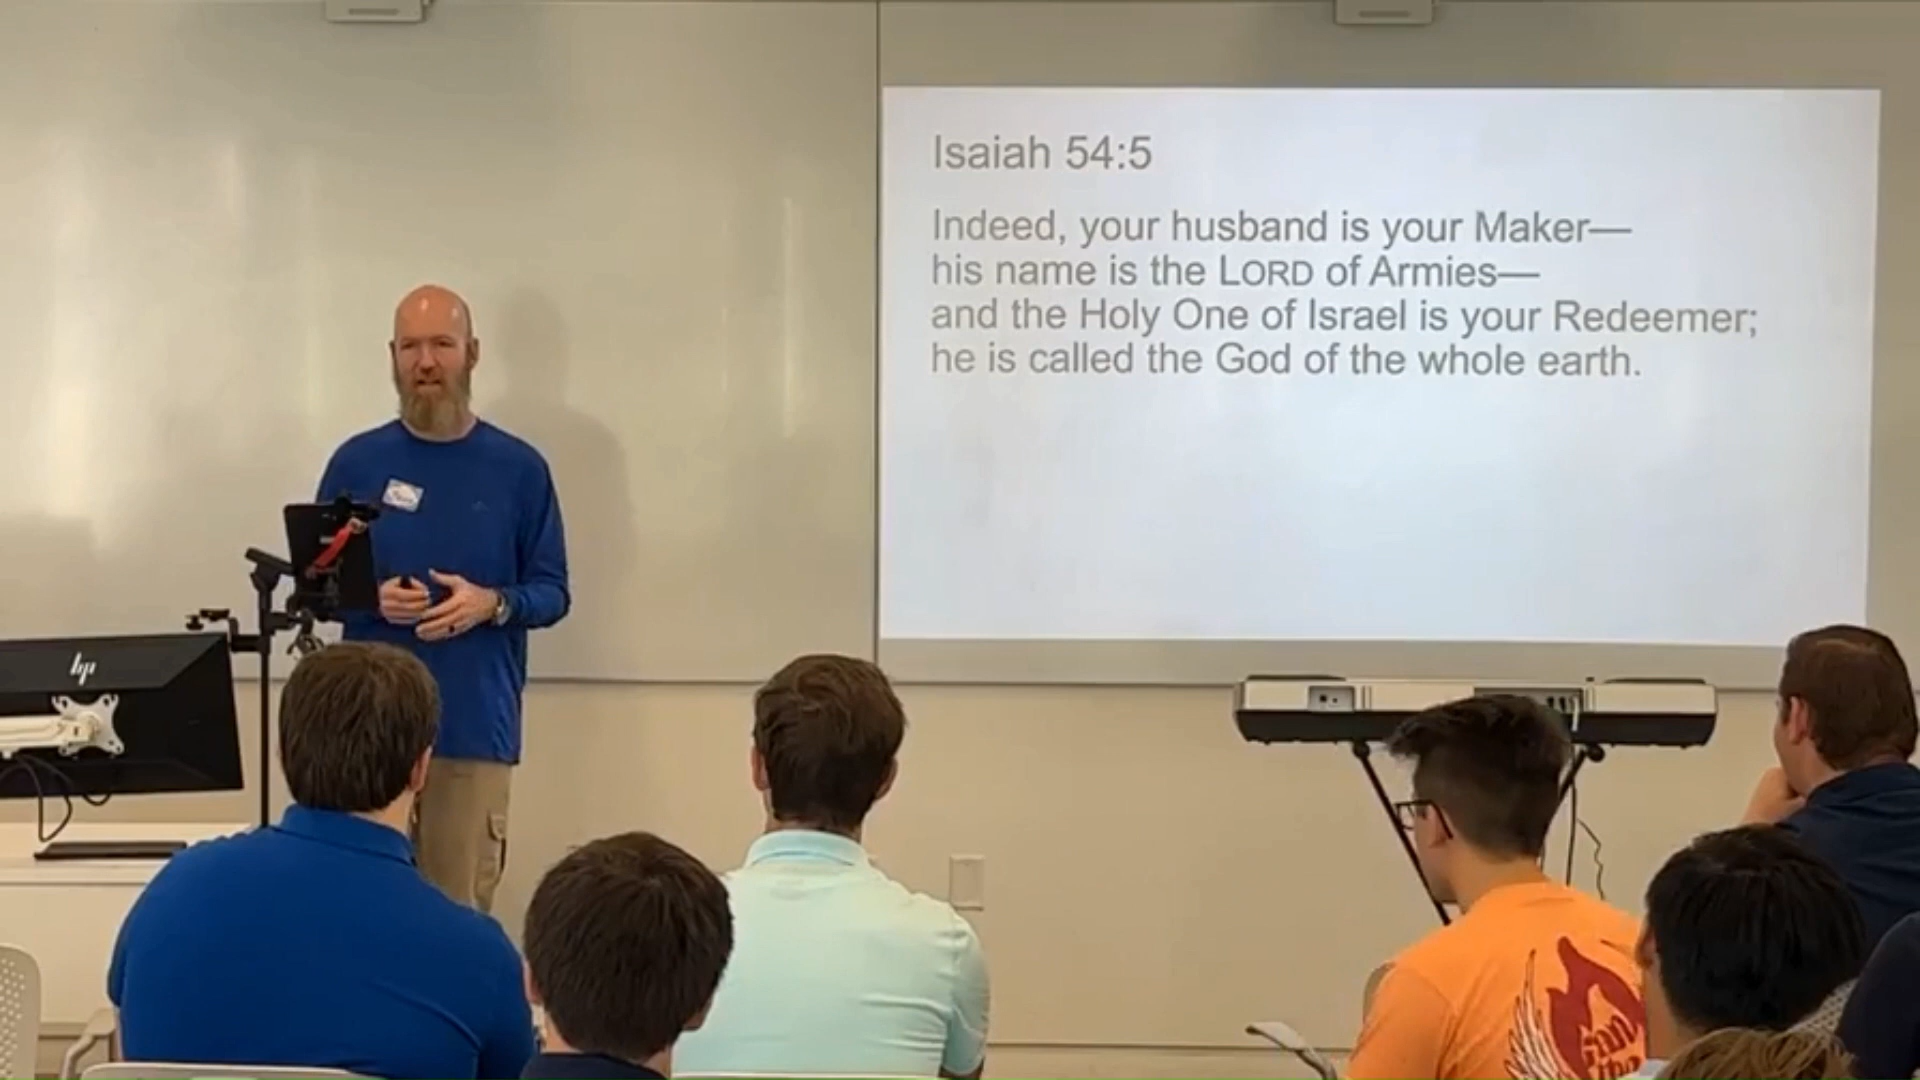 Isaiah 54:5
Indeed, your husband is your Maker—
his name is the LORD of Armies—
and the Holy One of Israel is your Redeemer;
he is called the God of the whole earth.
hp